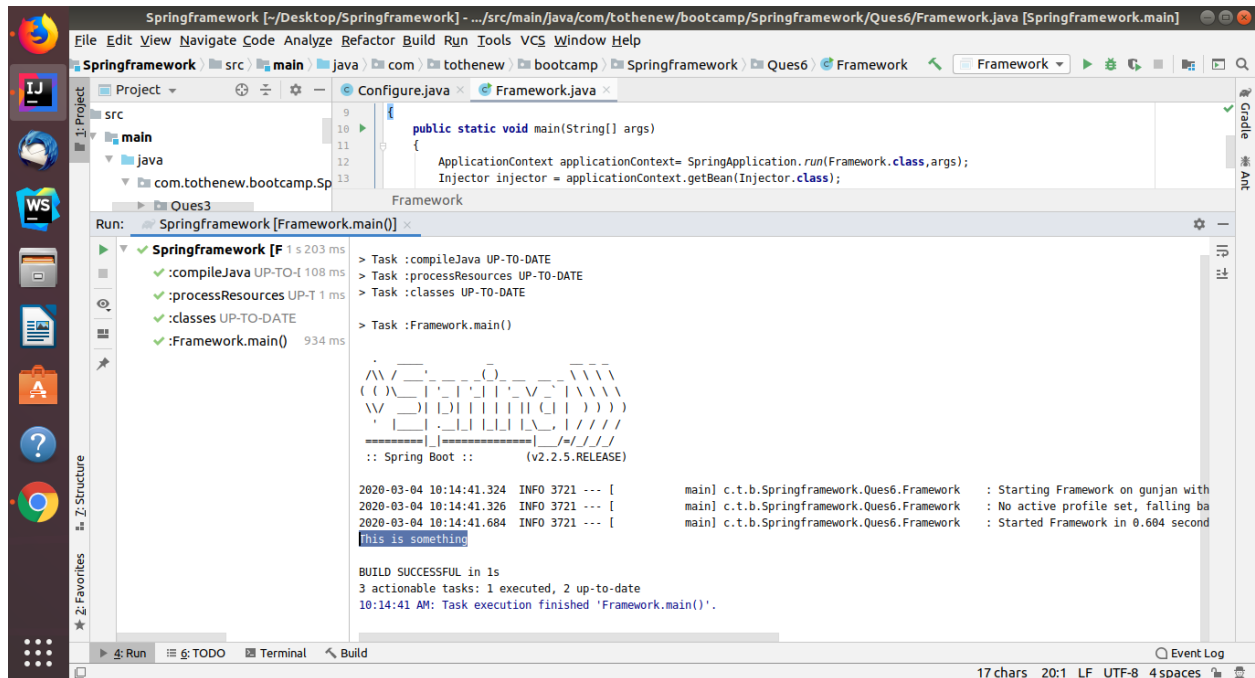 Springframework [~/Desktop/Springframework] - .../src/main/java/com/tothenew/bootcamp/Springframework/Ques6/Framework.java [Springframework.main]
File Edit View Navigate Code Analyze Refactor Build Run Tools VCS Window Help
Springframework src main java com tothenew bootcamp Springframework Ques6 Framework Framework
IJ
WS
1: Project
Project
Configure.java
Framework.java
Gradle
Ant
src
main
java
com.tothenew.bootcamp.Sp
Ques3
9 {
10 public static void main(String[] args)
11 {
12 ApplicationContext applicationContext= SpringApplication.run(Framework.class,args);
13 Injector injector = applicationContext.getBean(Injector.class);
Framework
Run: Springframework [Framework.main()]
Springframework [F 1 s 203 ms
:compileJava UP-TO-D 108 ms
:processResources UP-T 1 ms
:classes UP-TO-DATE
:Framework.main() 934 ms
> Task :compileJava UP-TO-DATE
> Task :processResources UP-TO-DATE
> Task :classes UP-TO-DATE
> Task :Framework.main()
Spring
:: Spring Boot :: (v2.2.5.RELEASE)
2020-03-04 10:14:41.324 INFO 3721 --- [ main] c.t.b.Springframework.Ques6.Framework : Starting Framework on gunjan with
2020-03-04 10:14:41.326 INFO 3721 --- [ main] c.t.b.Springframework.Ques6.Framework : No active profile set, falling ba
2020-03-04 10:14:41.684 INFO 3721 --- [ main] c.t.b.Springframework.Ques6.Framework : Started Framework in 0.604 second
This is something
BUILD SUCCESSFUL in 1s
3 actionable tasks: 1 executed, 2 up-to-date
10:14:41 AM: Task execution finished 'Framework.main()'.
Z: Structure
2: Favorites
4: Run 6: TODO Terminal Build Event Log
17 chars 20:1 LF UTF-8 4 spaces